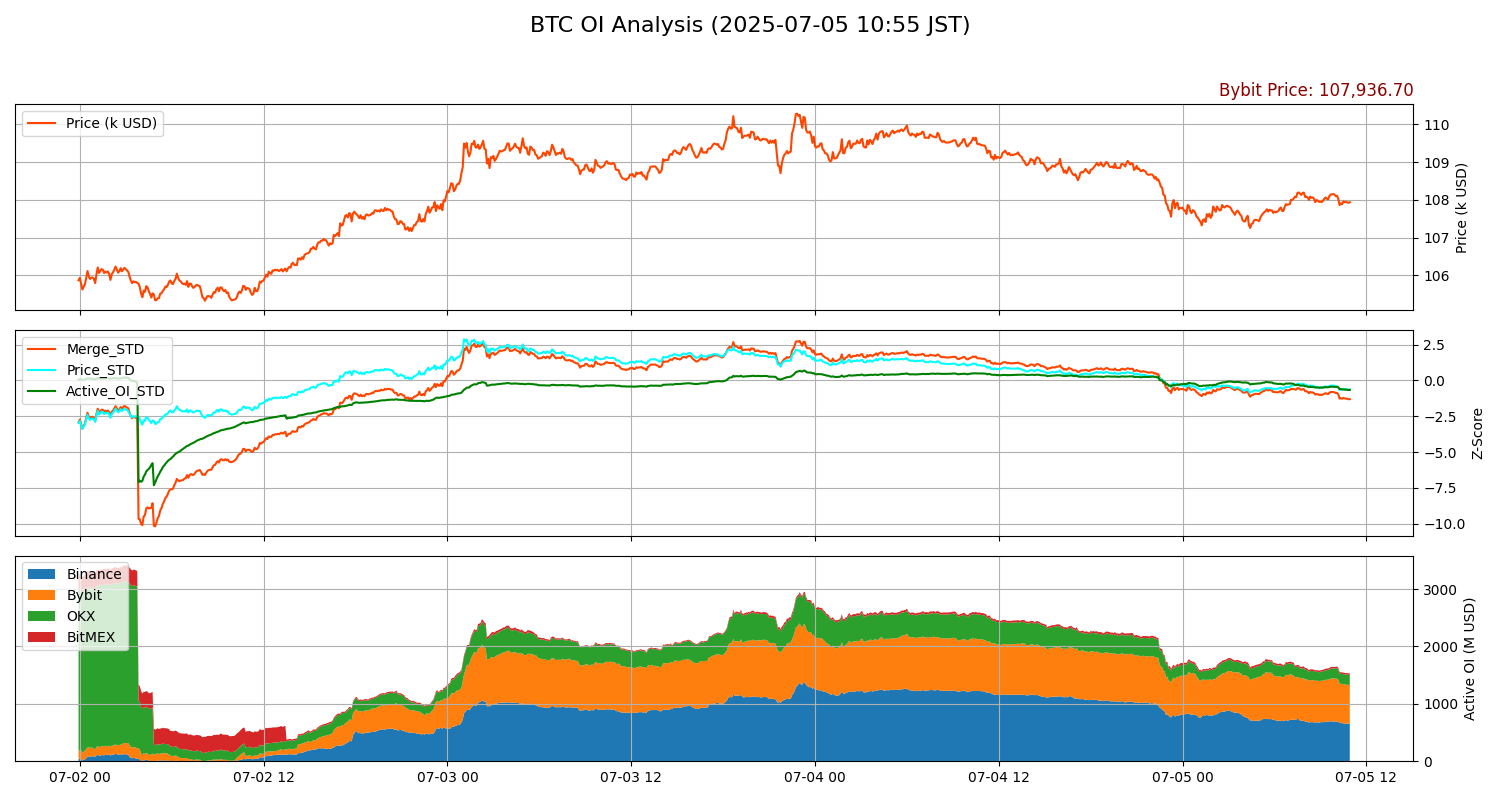 BTC OI Analysis (2025-07-05 10:55 JST)
Bybit Price: 107,936.70
Price (k USD)
110
109
108
107
106
Price (k USD)
Merge_STD
Price_STD
Active_OI_STD
2.5
0.0
−2.5
−5.0
−7.5
−10.0
Z-Score
Binance
Bybit
OKX
BitMEX
3000
2000
1000
0
Active OI (M USD)
07-02 00
07-02 12
07-03 00
07-03 12
07-04 00
07-04 12
07-05 00
07-05 12